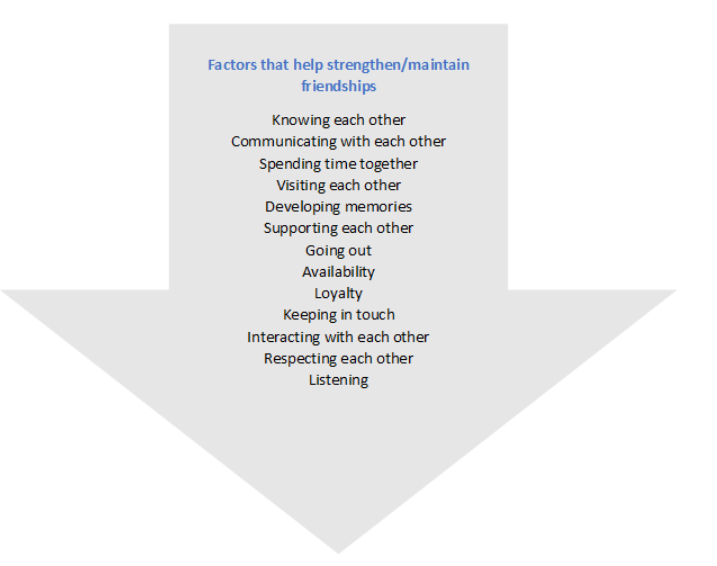 Factors that help strengthen/maintain
friendships
Knowing each other
Communicating with each other
Spending time together
Visiting each other
Developing memories
Supporting each other
Going out
Availability
Loyalty
Keeping in touch
Interacting with each other
Respecting each other
Listening